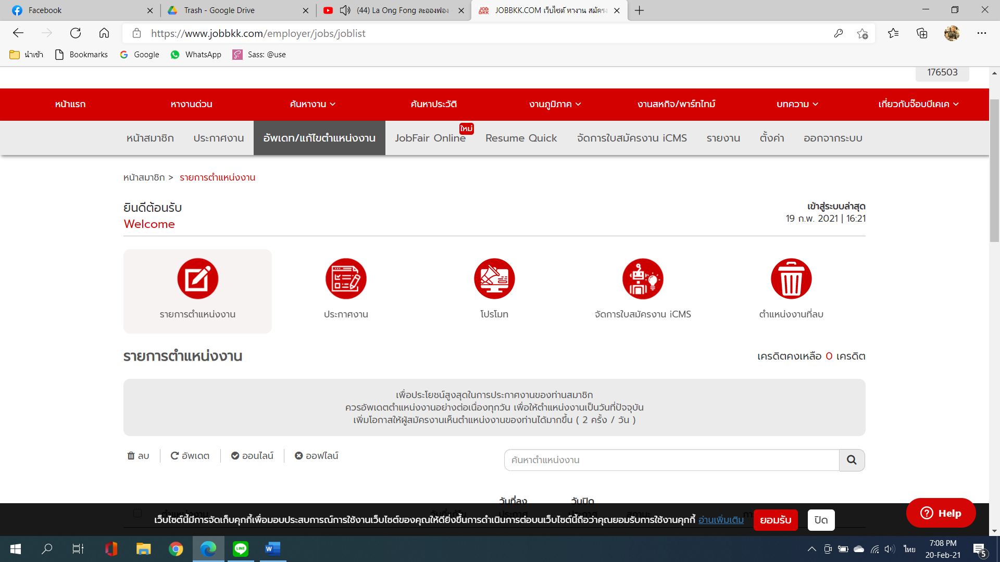 Facebook
Trash - Google Drive
(44) La Ong Fong ละอองฟอง
JOBBKK.COM เว็บไซต์ หางาน สมัครง
https://www.jobbkk.com/employer/jobs/joblist
นำเข้า
Bookmarks
Google
WhatsApp
Sass: @use
176503
หน้าแรก
หางานด่วน
ค้นหางาน
ค้นหาประวัติ
งานภูมิภาค
งานสหกิจ/พาร์ทไทม์
บทความ
เกี่ยวกับจ๊อบบีเคเค
หน้าสมาชิก
ประกาศงาน
อัพเดท/แก้ไขตำแหน่งงาน
JobFair Online
ใหม่
Resume Quick
จัดการใบสมัครงาน iCMS
รายงาน
ตั้งค่า
ออกจากระบบ
หน้าสมาชิก > รายการตำแหน่งงาน
ยินดีต้อนรับ
Welcome
เข้าสู่ระบบล่าสุด
19 ก.พ. 2021 | 16:21
รายการตำแหน่งงาน
ประกาศงาน
โปรโมท
จัดการใบสมัครงาน iCMS
ตำแหน่งงานที่ลบ
รายการตำแหน่งงาน
เครดิตคงเหลือ 0 เครดิต
เพื่อประโยชน์สูงสุดในการประกาศงานของท่านสมาชิก
ควรอัพเดตตำแหน่งงานอย่างต่อเนื่องทุกวัน เพื่อให้ตำแหน่งงานเป็นวันที่ปัจจุบัน
เพิ่มโอกาสให้ผู้สมัครงานเห็นตำแหน่งงานของท่านได้มากขึ้น ( 2 ครั้ง / วัน )
ลบ
อัพเดต
ออนไลน์
ออฟไลน์
ค้นหาตำแหน่งงาน
ตำแหน่งงาน
วันที่แก้ไข
วันที่ลง
ประกาศ
วันปิด
ประกาศ
สถานะ
เว็บไซต์นี้มีการจัดเก็บคุกกี้เพื่อมอบประสบการณ์การใช้งานเว็บไซต์ของคุณให้ดียิ่งขึ้นการดำเนินการต่อบนเว็บไซต์นี้ถือว่าคุณยอมรับการใช้งานคุกกี้ อ่านเพิ่มเติม
ยอมรับ
ปิด
Help
ไทย
7:08 PM
20-Feb-21
5